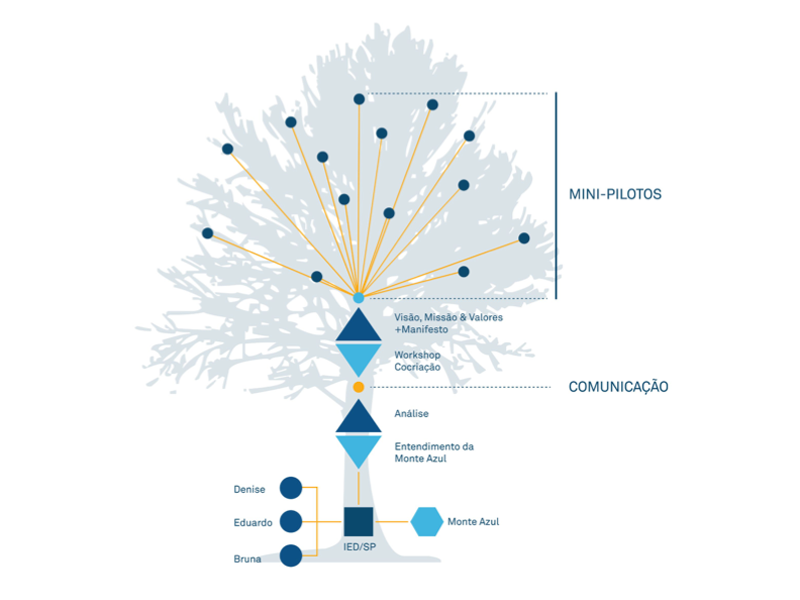 MINI-PILOTOS
Visão, Missão & Valores
+Manifesto
Workshop
Cocriação
COMUNICAÇÃO
Análise
Entendimento da
Monte Azul
Denise
Eduardo
Monte Azul
IED/SP
Bruna